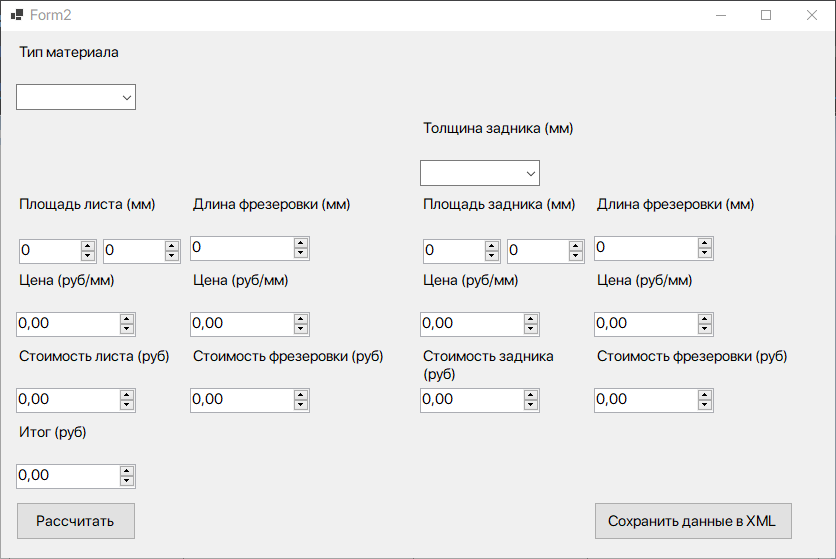 Form2
Тип материала
Толщина задника (мм)
Площадь листа (мм) Длина фрезеровки (мм) Площадь задника (мм) Длина фрезеровки (мм)
0 0 0 0 0 0
Цена (руб/мм) Цена (руб/мм) Цена (руб/мм) Цена (руб/мм)
0,00 0,00 0,00 0,00
Стоимость листа (руб) Стоимость фрезеровки (руб) Стоимость задника (руб) Стоимость фрезеровки (руб)
0,00 0,00 0,00 0,00
Итог (руб)
0,00
Рассчитать Сохранить данные в XML